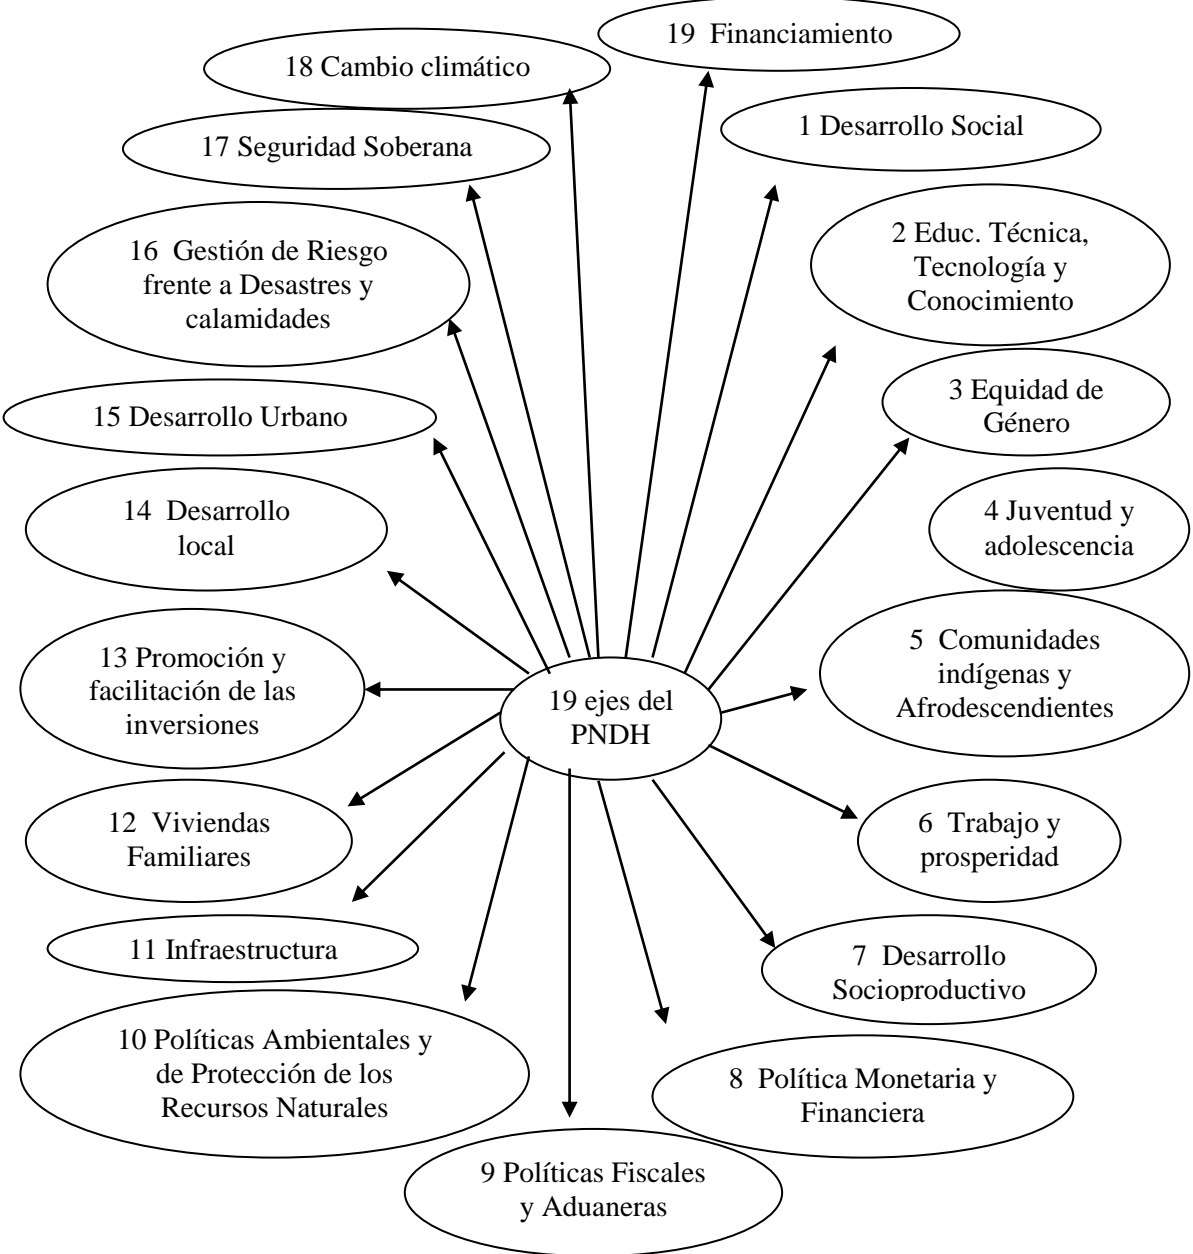 19 Financiamiento
18 Cambio climático
1 Desarrollo Social
17 Seguridad Soberana
2 Educ. Técnica,
Tecnología y
Conocimiento
16 Gestión de Riesgo
frente a Desastres y
calamidades
3 Equidad de
Género
15 Desarrollo Urbano
4 Juventud y
adolescencia
14 Desarrollo
local
5 Comunidades
indígenas y
Afrodescendientes
13 Promoción y
facilitación de las
inversiones
19 ejes del
PNDH
6 Trabajo y
prosperidad
12 Viviendas
Familiares
7 Desarrollo
Socioproductivo
11 Infraestructura
10 Políticas Ambientales y
de Protección de los
Recursos Naturales
8 Política Monetaria y
Financiera
9 Políticas Fiscales
y Aduaneras